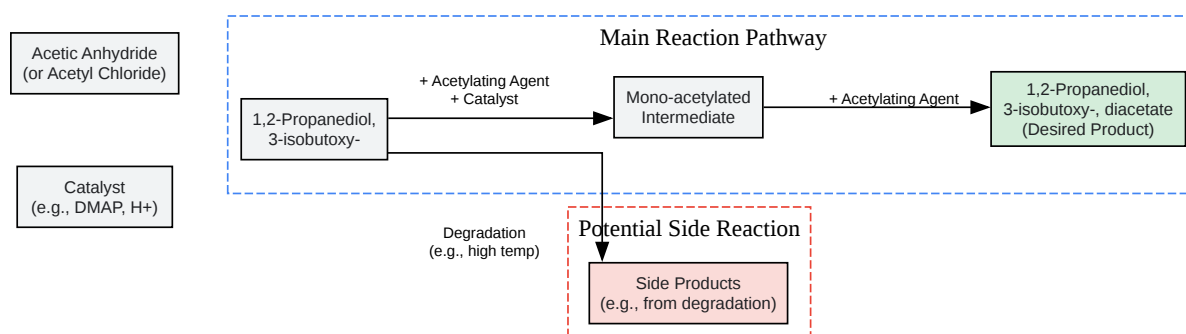 Acetic Anhydride
(or Acetyl Chloride)
Catalyst
(e.g., DMAP, H+)
Main Reaction Pathway
1,2-Propanediol,
3-isobutoxy-
+ Acetylating Agent
+ Catalyst
Mono-acetylated
Intermediate
+ Acetylating Agent
1,2-Propanediol,
3-isobutoxy-, diacetate
(Desired Product)
Degradation
(e.g., high temp)
Potential Side Reaction
Side Products
(e.g., from degradation)